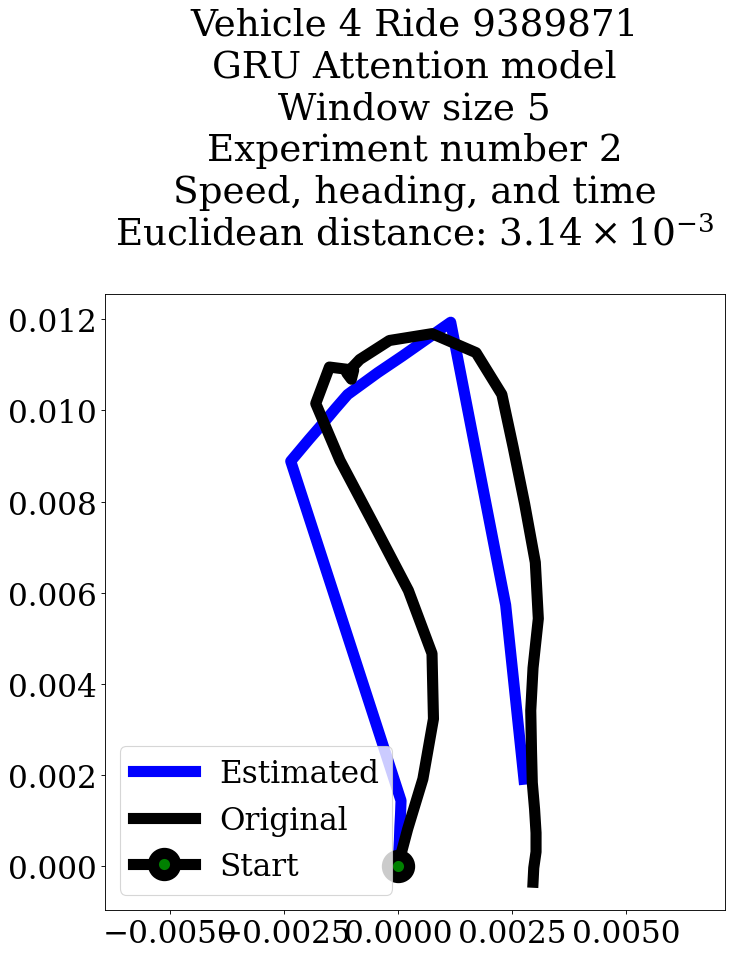 Vehicle 4 Ride 9389871
GRU Attention model
Window size 5
Experiment number 2
Speed, heading, and time
Euclidean distance: 3.14 × 10⁻³
0.012
0.010
0.008
0.006
0.004
0.002
0.000
Estimated
Original
Start
−0.0050 −0.0025 0.0000 0.0025 0.0050